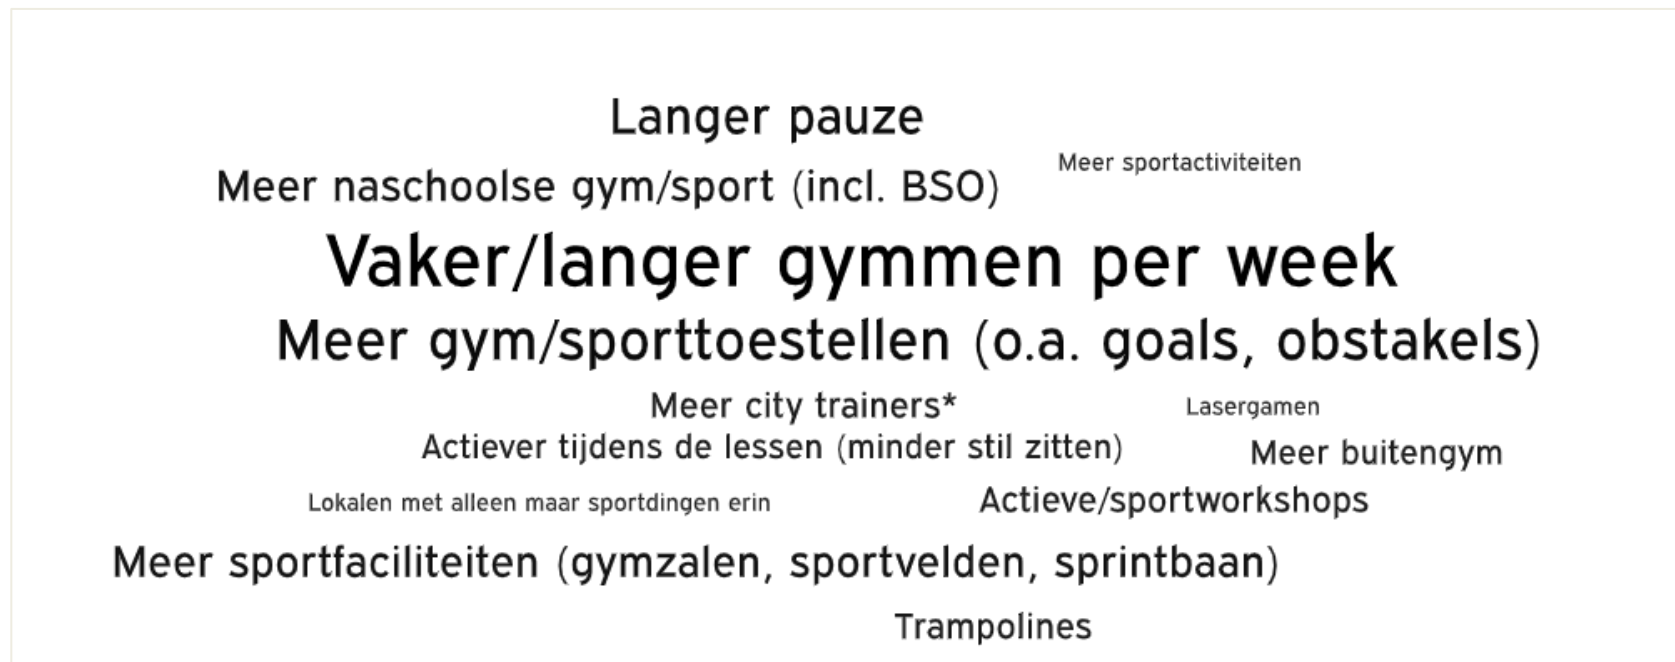 Langer pauze
Meer sportactiviteiten
Meer naschoolse gym/sport (incl. BSO)
Vaker/langer gymmen per week
Meer gym/sporttoestellen (o.a. goals, obstakels)
Meer city trainers*
Lasergamen
Actiever tijdens de lessen (minder stil zitten)
Meer buitengym
Lokalen met alleen maar sportdingen erin
Actieve/sportworkshops
Meer sportfaciliteiten (gymzalen, sportvelden, sprintbaan)
Trampolines